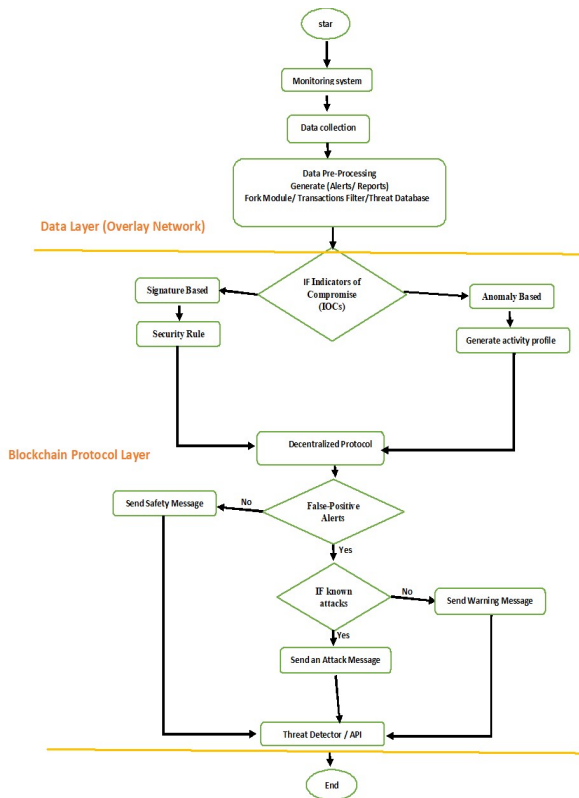 star
Monitoring system
Data collection
Data Pre-Processing
Generate (Alerts/ Reports)
Fork Module/ Transactions Filter/Threat Database
Data Layer (Overlay Network)
IF Indicators of
Compromise
(IOCs)
Signature Based
Anomaly Based
Security Rule
Generate activity profile
Decentralized Protocol
Blockchain Protocol Layer
False-Positive
Alerts
No
Send Safety Message
Yes
IF known
attacks
No
Send Warning Message
Yes
Send an Attack Message
Threat Detector / API
End